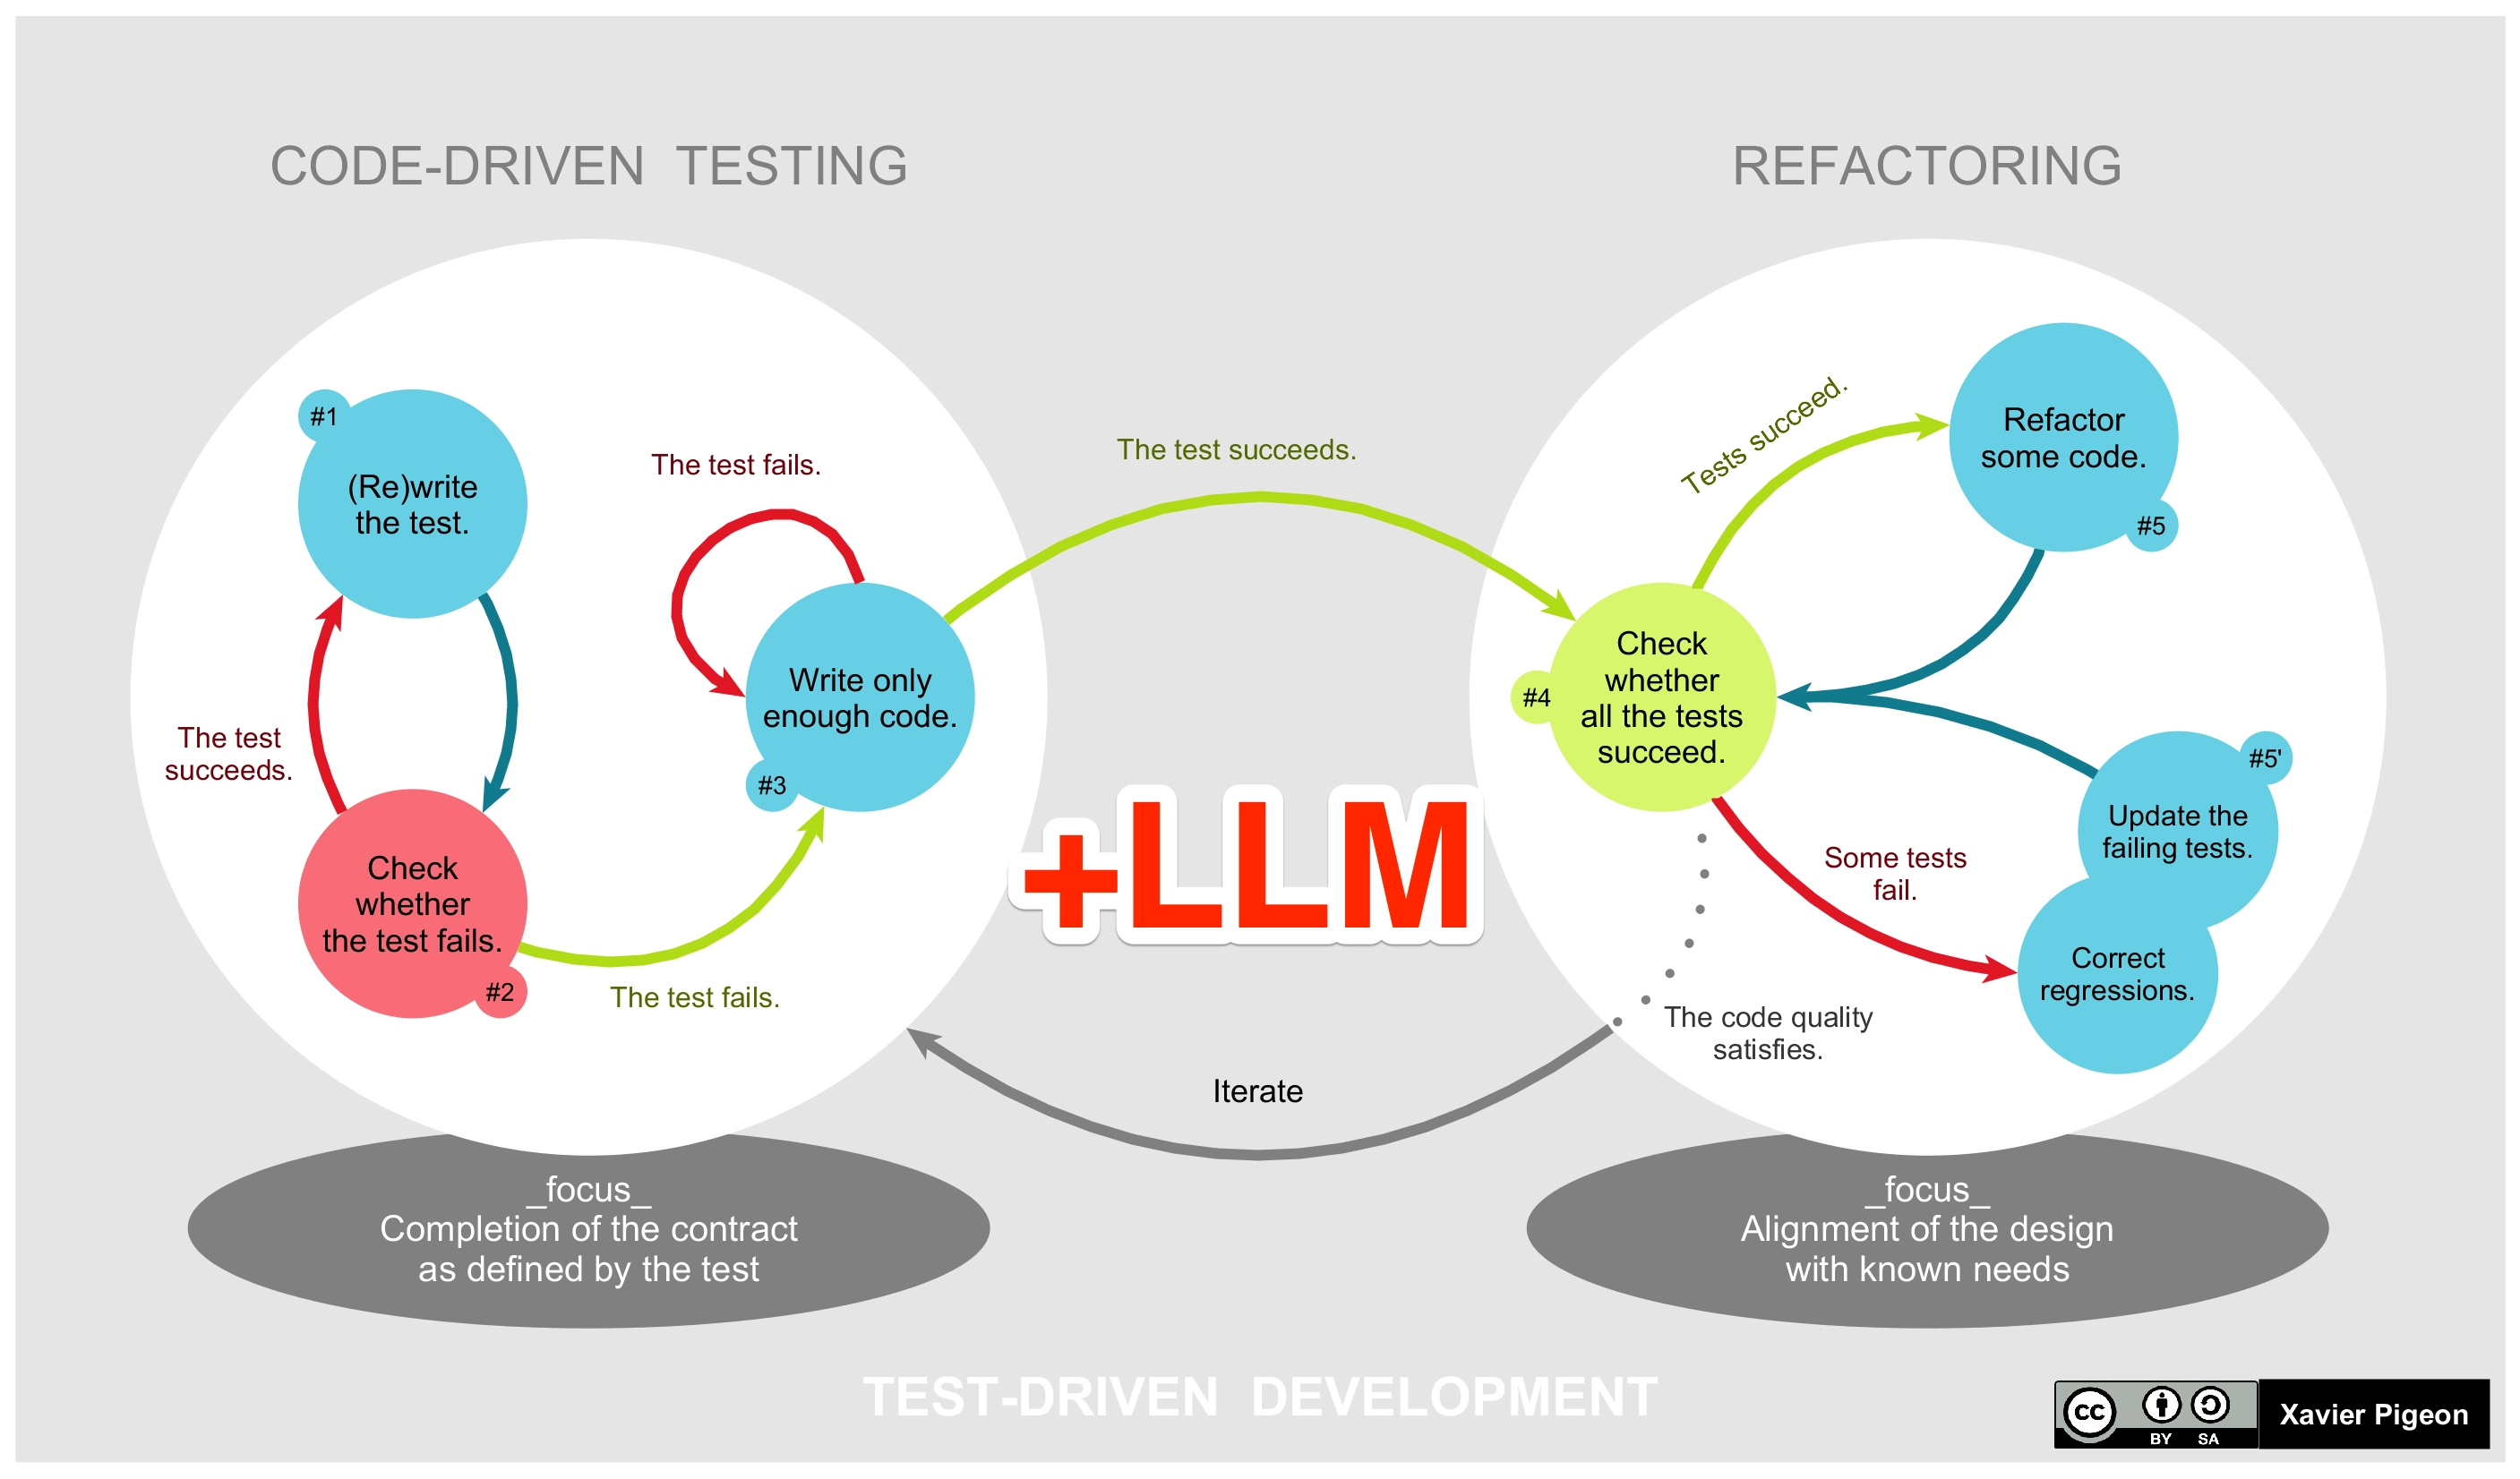 CODE-DRIVEN TESTING
REFACTORING
#1
(Re)write
the test.
The test fails.
The test succeeds.
Tests succeed.
Refactor
some code.
#5
The test
succeeds.
Write only
enough code.
#3
#4
Check
whether
all the tests
succeed.
#5'
Update the
failing tests.
Check
whether
the test fails.
#2
The test fails.
+LLM
Some tests
fail.
Correct
regressions.
The code quality
satisfies.
Iterate
_focus_
Completion of the contract
as defined by the test
_focus_
Alignment of the design
with known needs
TEST-DRIVEN DEVELOPMENT
cc
BY SA
Xavier Pigeon